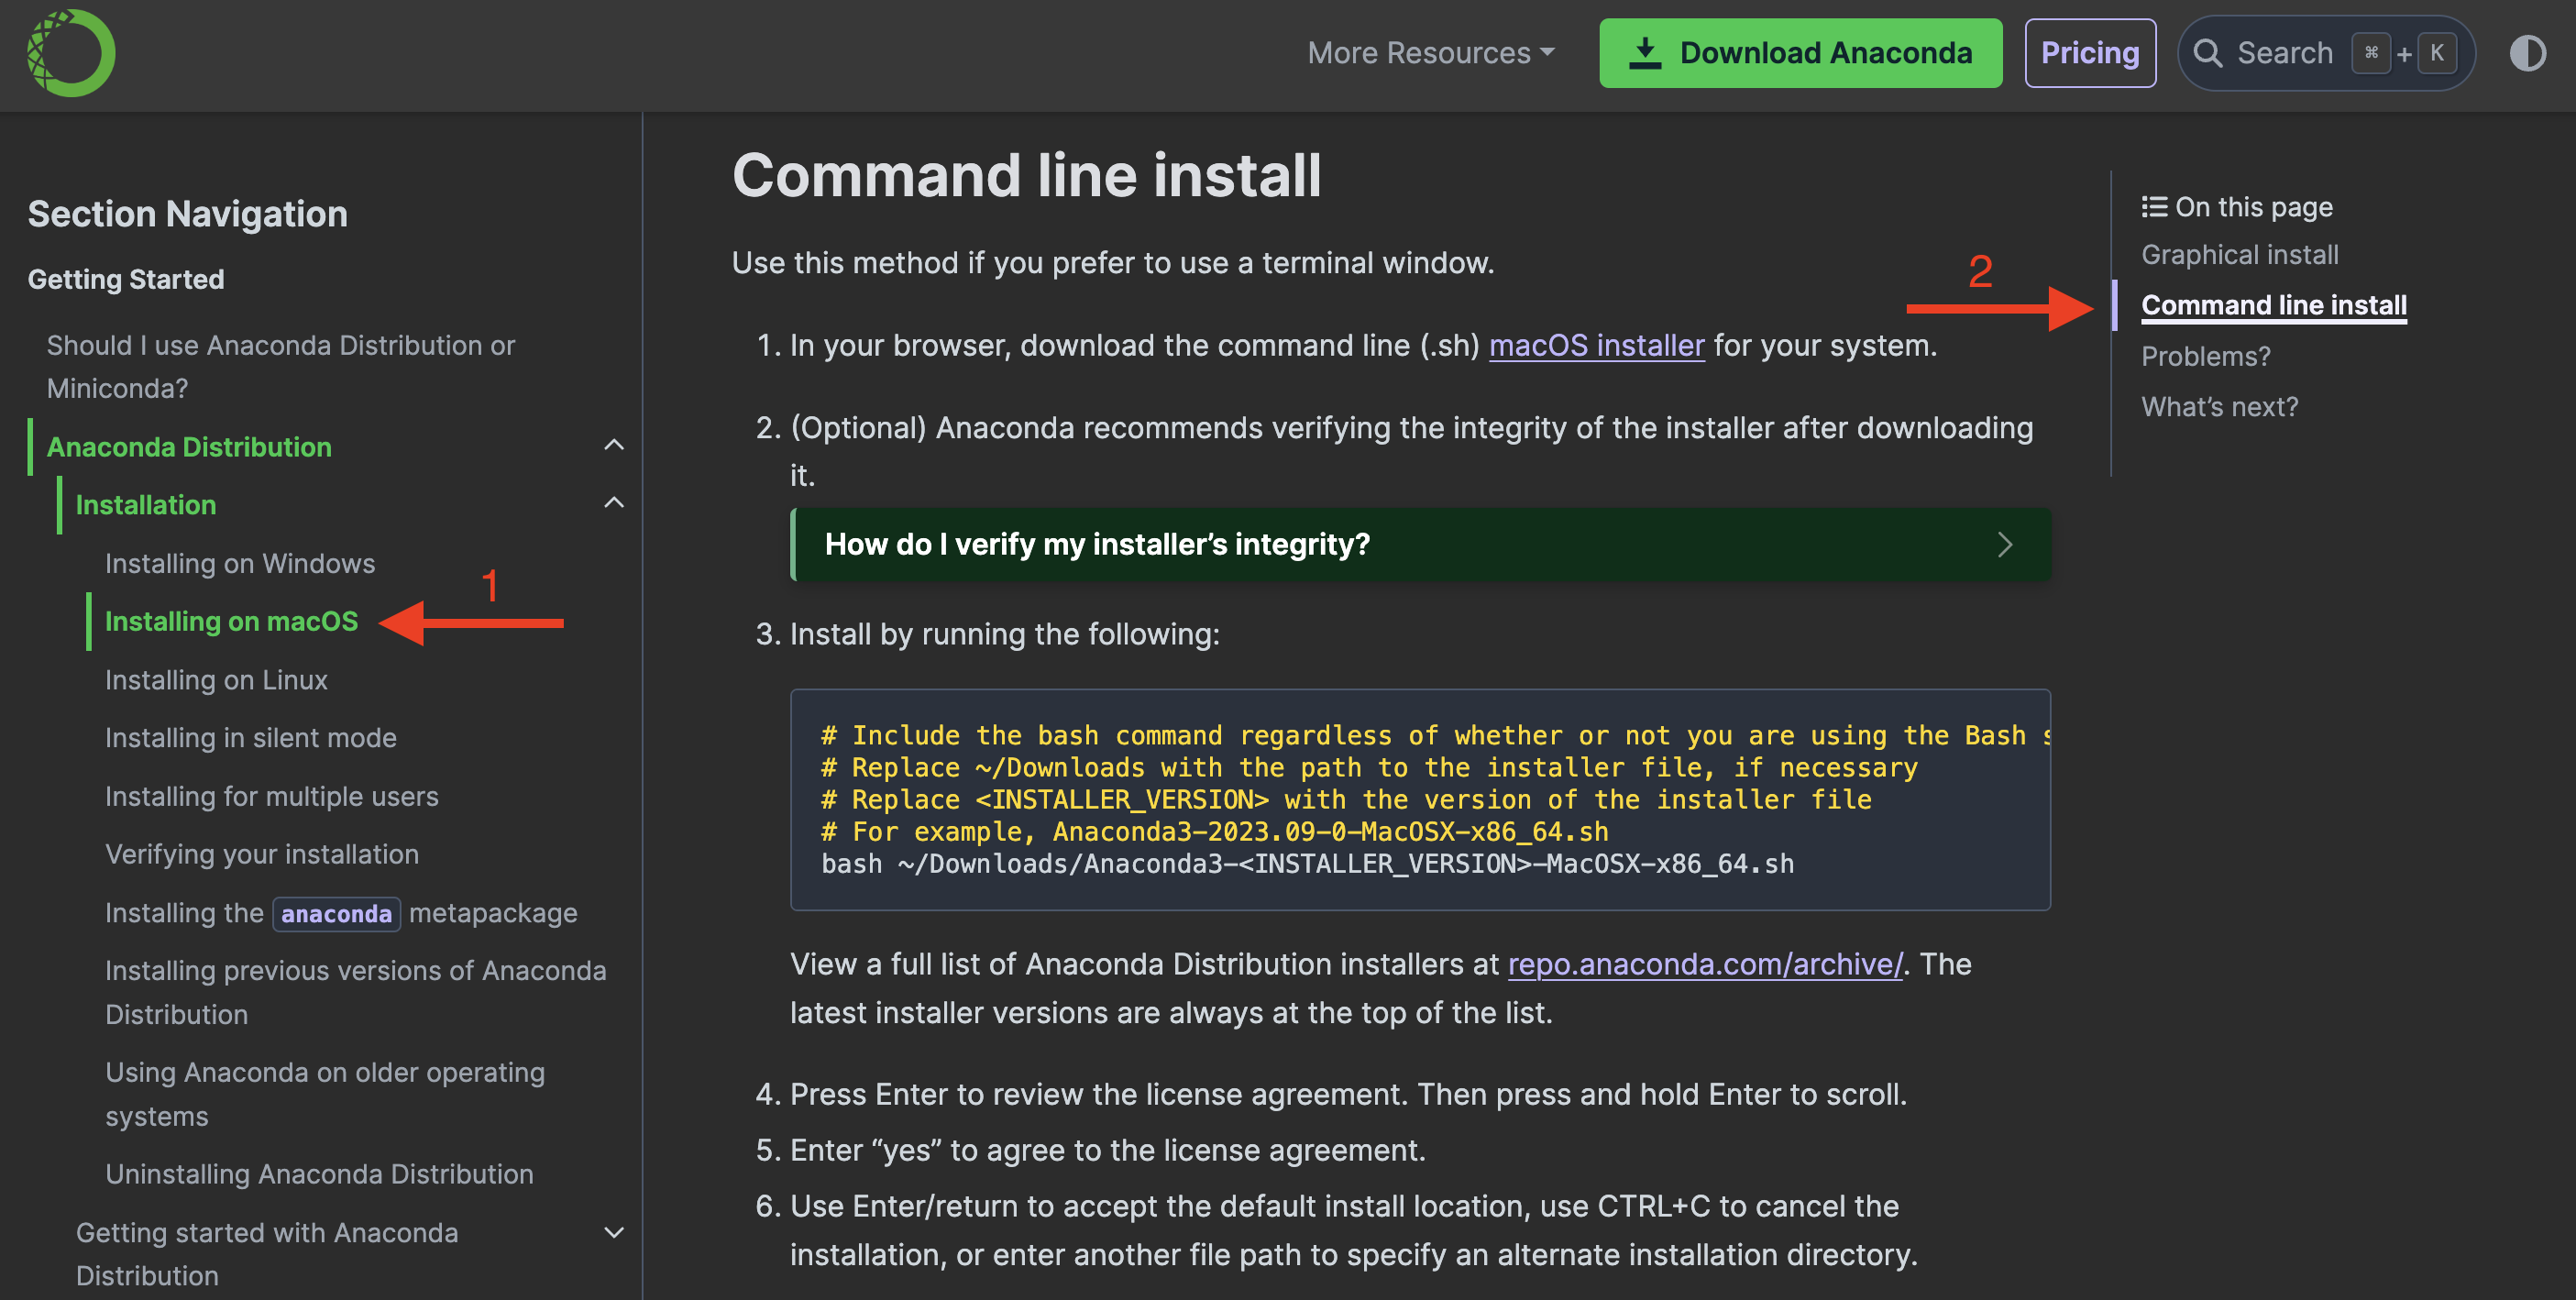 More Resources
Download Anaconda
Pricing
Search ⌘ + K
Section Navigation
Getting Started
Should I use Anaconda Distribution or
Miniconda?
Anaconda Distribution
Installation
Installing on Windows
Installing on macOS
1
Installing on Linux
Installing in silent mode
Installing for multiple users
Verifying your installation
Installing the anaconda metapackage
Installing previous versions of Anaconda
Distribution
Using Anaconda on older operating
systems
Uninstalling Anaconda Distribution
Getting started with Anaconda
Distribution
Command line install
Use this method if you prefer to use a terminal window.
1. In your browser, download the command line (.sh) macOS installer for your system.
2. (Optional) Anaconda recommends verifying the integrity of the installer after downloading
it.
How do I verify my installer’s integrity?
3. Install by running the following:
# Include the bash command regardless of whether or not you are using the Bash s
# Replace ~/Downloads with the path to the installer file, if necessary
# Replace <INSTALLER_VERSION> with the version of the installer file
# For example, Anaconda3-2023.09-0-MacOSX-x86_64.sh
bash ~/Downloads/Anaconda3-<INSTALLER_VERSION>-MacOSX-x86_64.sh
View a full list of Anaconda Distribution installers at repo.anaconda.com/archive/. The
latest installer versions are always at the top of the list.
4. Press Enter to review the license agreement. Then press and hold Enter to scroll.
5. Enter “yes” to agree to the license agreement.
6. Use Enter/return to accept the default install location, use CTRL+C to cancel the
installation, or enter another file path to specify an alternate installation directory.
On this page
Graphical install
2
Command line install
Problems?
What’s next?